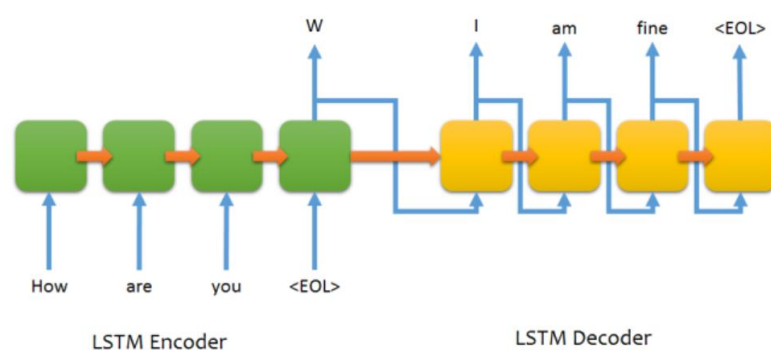 W I am fine <EOL>
How are you <EOL>
LSTM Encoder LSTM Decoder